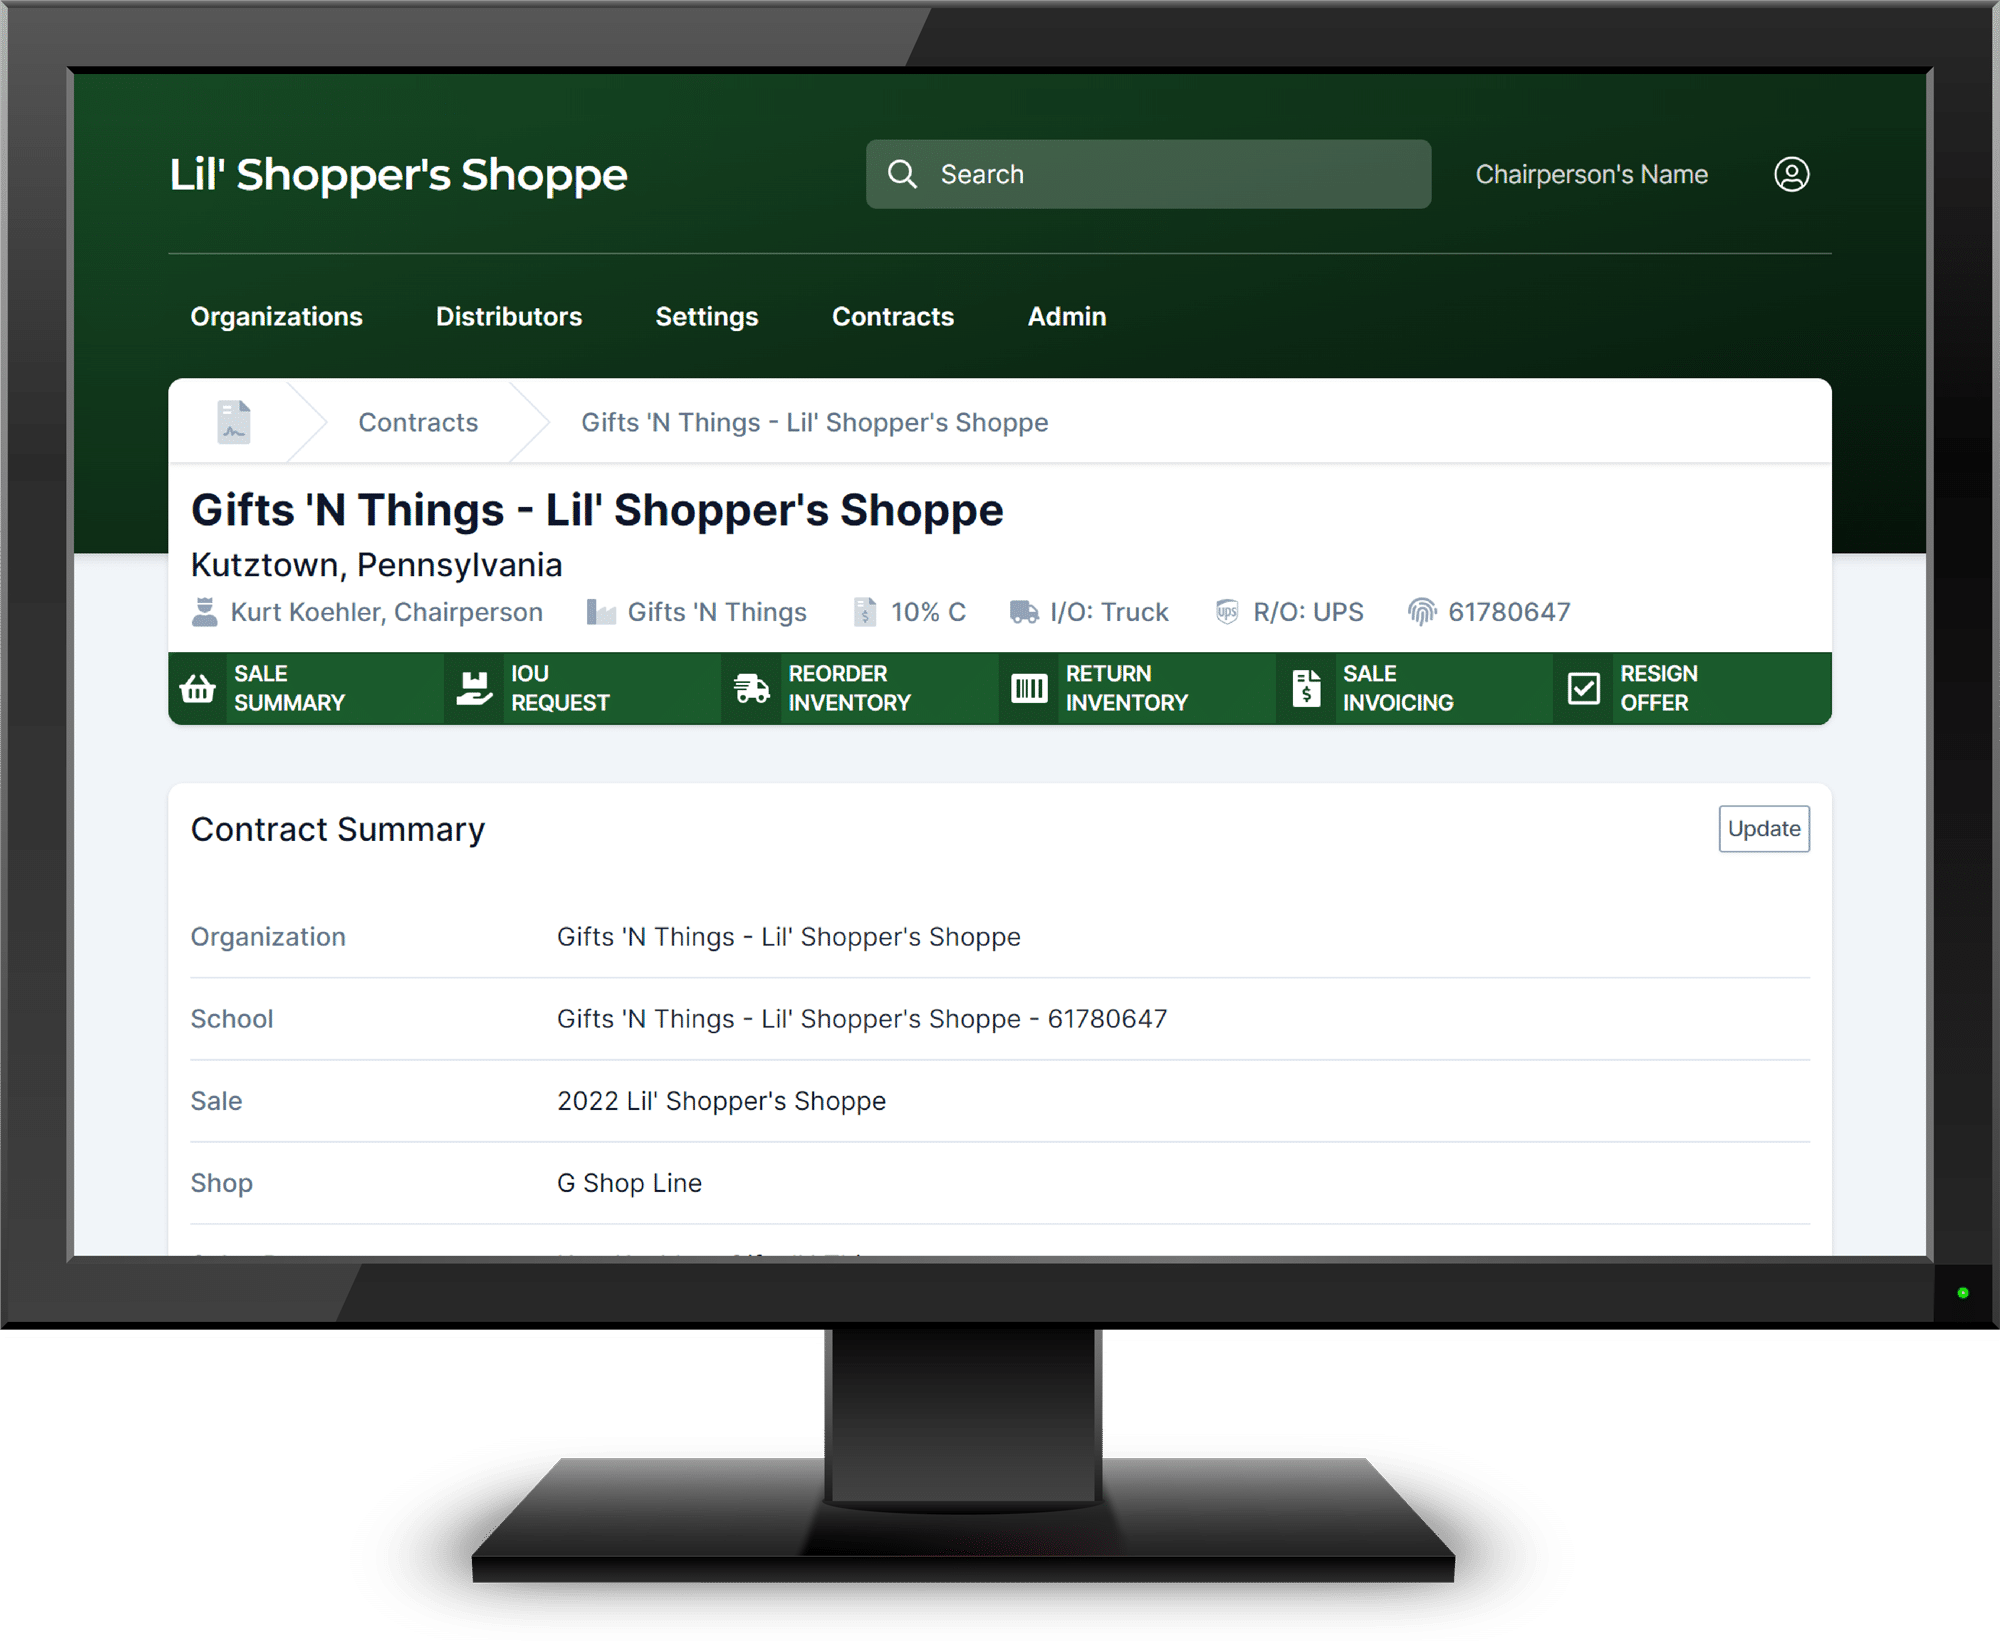 Lil' Shopper's Shoppe
Search
Chairperson's Name
Organizations Distributors Settings Contracts Admin
Contracts Gifts 'N Things - Lil' Shopper's Shoppe
Gifts 'N Things - Lil' Shopper's Shoppe
Kutztown, Pennsylvania
Kurt Koehler, Chairperson Gifts 'N Things 10% C I/O: Truck ups R/O: UPS 61780647
SALE SUMMARY
IOU REQUEST
REORDER INVENTORY
RETURN INVENTORY
SALE INVOICING
RESIGN OFFER
Contract Summary
Update
Organization Gifts 'N Things - Lil' Shopper's Shoppe
School Gifts 'N Things - Lil' Shopper's Shoppe - 61780647
Sale 2022 Lil' Shopper's Shoppe
Shop G Shop Line